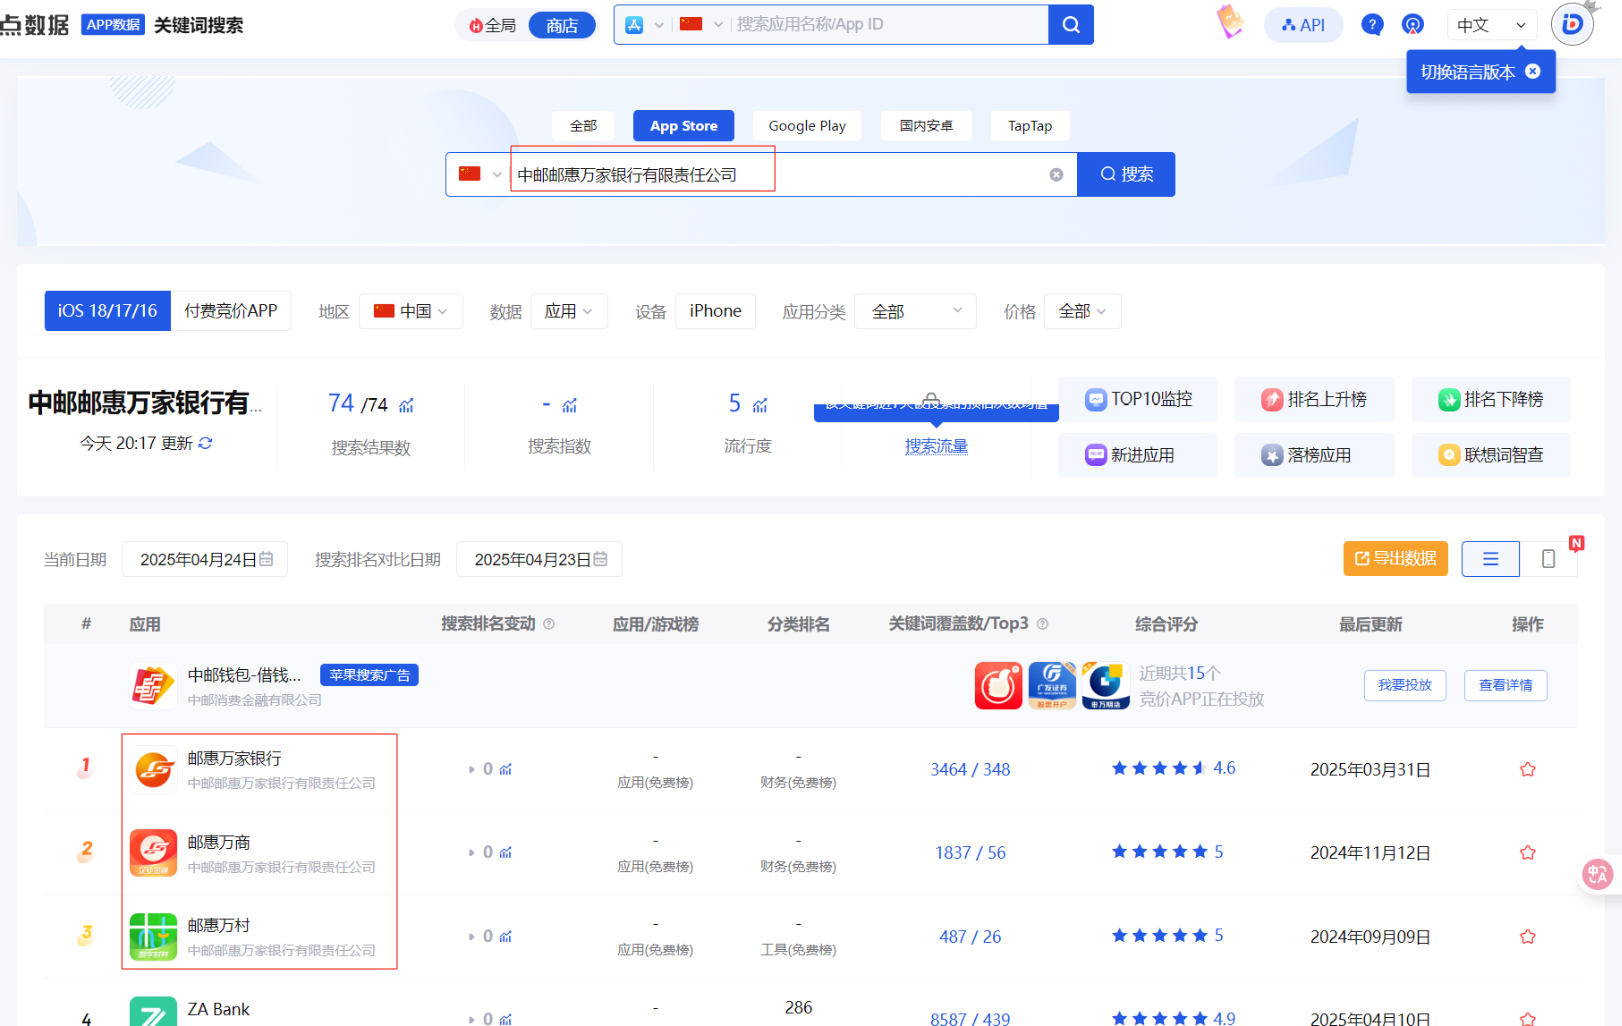 点数据 APP数据 关键词搜索
全局 商店
搜索应用名称/App ID
API
中文
切换语言版本
全部 App Store Google Play 国内安卓 TapTap
中邮邮惠万家银行有限责任公司
搜索
iOS 18/17/16 付费竞价APP 地区 中国 数据 应用 设备 iPhone 应用分类 全部 价格 全部
中邮邮惠万家银行有...
今天 20:17 更新
74 /74
搜索结果数
-
搜索指数
5
流行度
搜索流量
TOP10监控 排名上升榜 排名下降榜
新进应用 落榜应用 联想词智查
当前日期 2025年04月24日 搜索排名对比日期 2025年04月23日
导出数据
N
# 应用 搜索排名变动 应用/游戏榜 分类排名 关键词覆盖数/Top3 综合评分 最后更新 操作
中邮钱包-借钱... 苹果搜索广告
中邮消费金融有限公司
广发证券
股票开户
申万期货
近期共15个
竞价APP正在投放
我要投放 查看详情
1 邮惠万家银行
中邮邮惠万家银行有限责任公司
0 - 应用(免费榜) - 财务(免费榜) 3464 / 348 4.6 2025年03月31日
2 邮惠万商
中邮邮惠万家银行有限责任公司
0 - 应用(免费榜) - 财务(免费榜) 1837 / 56 5 2024年11月12日
3 邮惠万村
中邮邮惠万家银行有限责任公司
0 - 应用(免费榜) - 工具(免费榜) 487 / 26 5 2024年09月09日
4 ZA Bank
0 - 286 8587 / 439 4.9 2025年04月10日